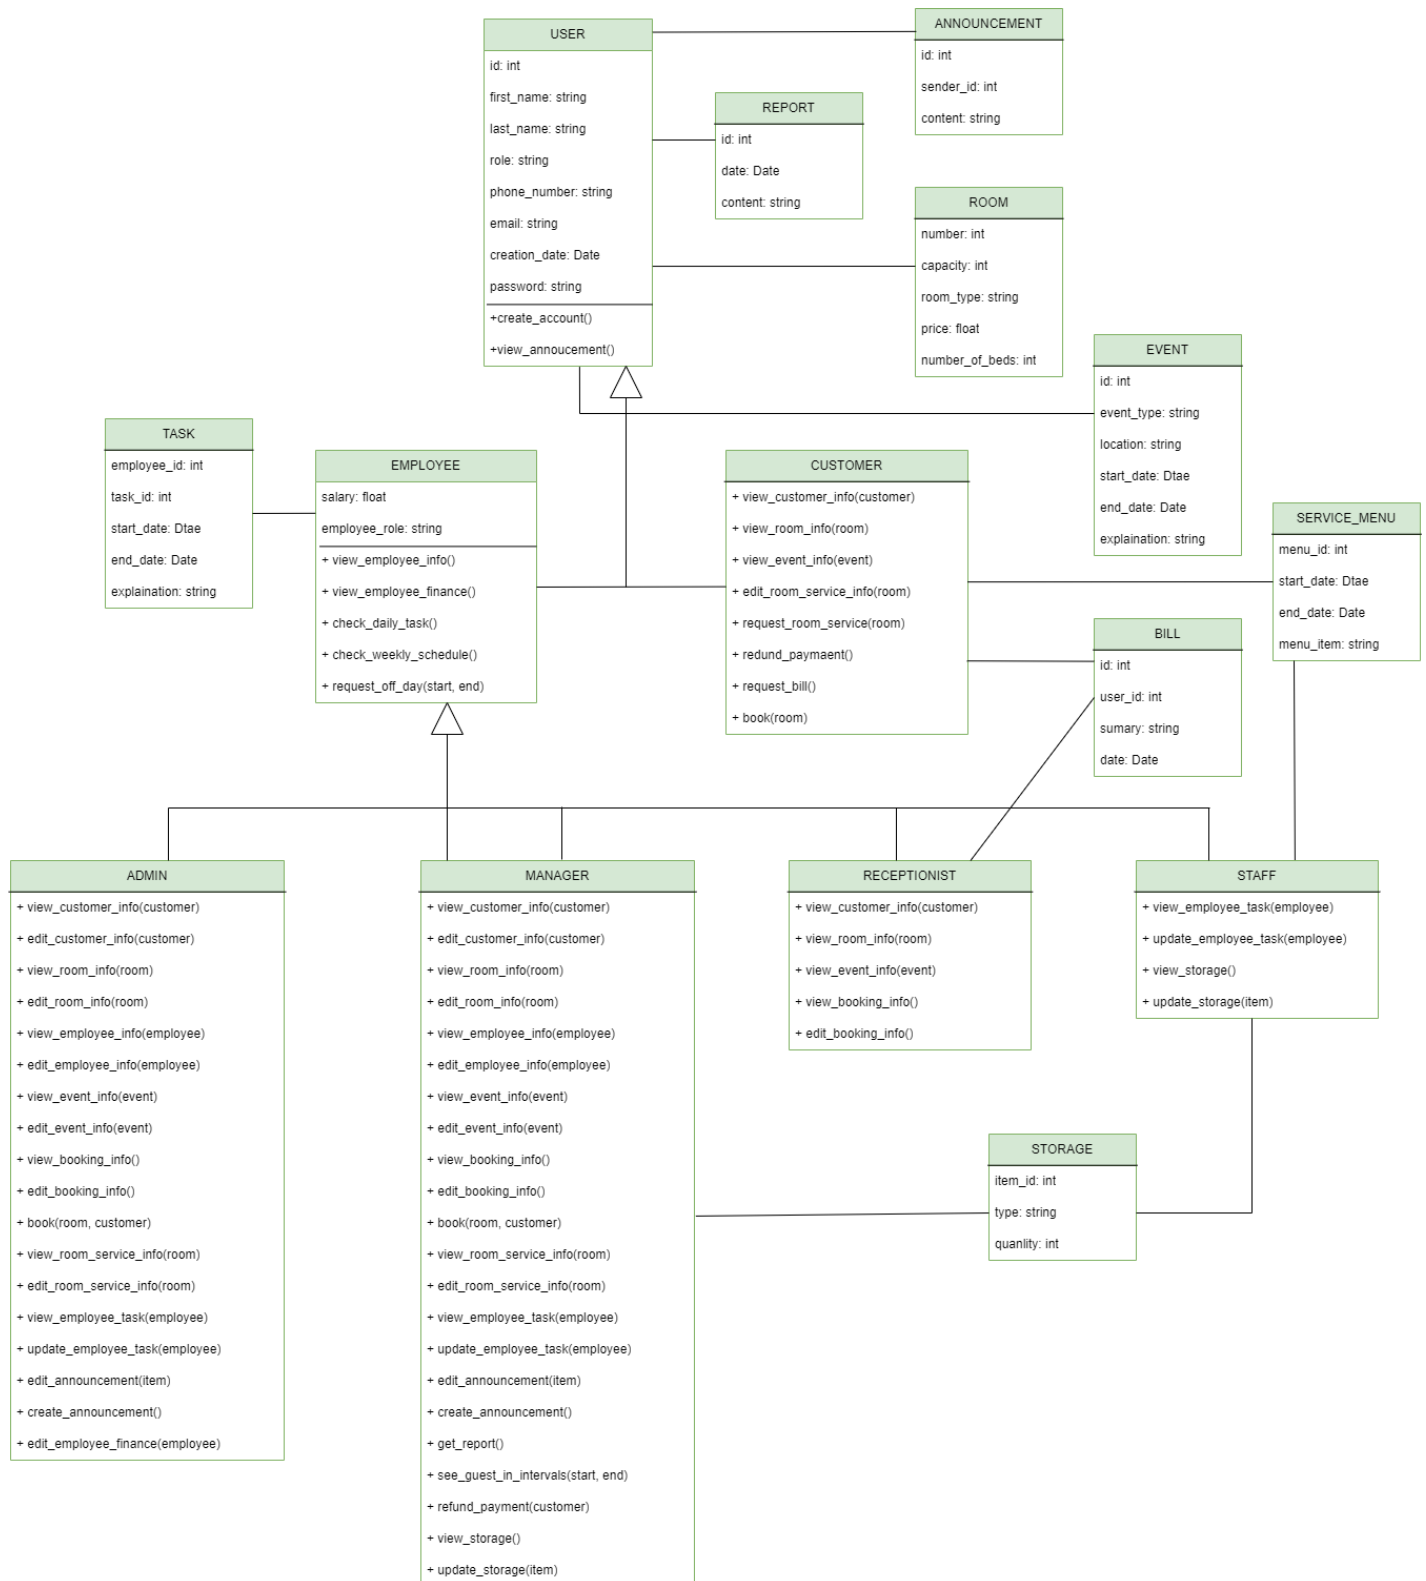 USER
id: int
first_name: string
last_name: string
role: string
phone_number: string
email: string
creation_date: Date
password: string
+create_account()
+view_annoucement()
ANNOUNCEMENT
id: int
sender_id: int
content: string
REPORT
id: int
date: Date
content: string
ROOM
number: int
capacity: int
room_type: string
price: float
number_of_beds: int
EVENT
id: int
event_type: string
location: string
start_date: Dtae
end_date: Date
explaination: string
TASK
employee_id: int
task_id: int
start_date: Dtae
end_date: Date
explaination: string
EMPLOYEE
salary: float
employee_role: string
+ view_employee_info()
+ view_employee_finance()
+ check_daily_task()
+ check_weekly_schedule()
+ request_off_day(start, end)
CUSTOMER
+ view_customer_info(customer)
+ view_room_info(room)
+ view_event_info(event)
+ edit_room_service_info(room)
+ request_room_service(room)
+ redund_paymaent()
+ request_bill()
+ book(room)
SERVICE_MENU
menu_id: int
start_date: Dtae
end_date: Date
menu_item: string
BILL
id: int
user_id: int
sumary: string
date: Date
ADMIN
+ view_customer_info(customer)
+ edit_customer_info(customer)
+ view_room_info(room)
+ edit_room_info(room)
+ view_employee_info(employee)
+ edit_employee_info(employee)
+ view_event_info(event)
+ edit_event_info(event)
+ view_booking_info()
+ edit_booking_info()
+ book(room, customer)
+ view_room_service_info(room)
+ edit_room_service_info(room)
+ view_employee_task(employee)
+ update_employee_task(employee)
+ edit_announcement(item)
+ create_announcement()
+ edit_employee_finance(employee)
MANAGER
+ view_customer_info(customer)
+ edit_customer_info(customer)
+ view_room_info(room)
+ edit_room_info(room)
+ view_employee_info(employee)
+ edit_employee_info(employee)
+ view_event_info(event)
+ edit_event_info(event)
+ view_booking_info()
+ edit_booking_info()
+ book(room, customer)
+ view_room_service_info(room)
+ edit_room_service_info(room)
+ view_employee_task(employee)
+ update_employee_task(employee)
+ edit_announcement(item)
+ create_announcement()
+ get_report()
+ see_guest_in_intervals(start, end)
+ refund_payment(customer)
+ view_storage()
+ update_storage(item)
RECEPTIONIST
+ view_customer_info(customer)
+ view_room_info(room)
+ view_event_info(event)
+ view_booking_info()
+ edit_booking_info()
STAFF
+ view_employee_task(employee)
+ update_employee_task(employee)
+ view_storage()
+ update_storage(item)
STORAGE
item_id: int
type: string
quanlity: int